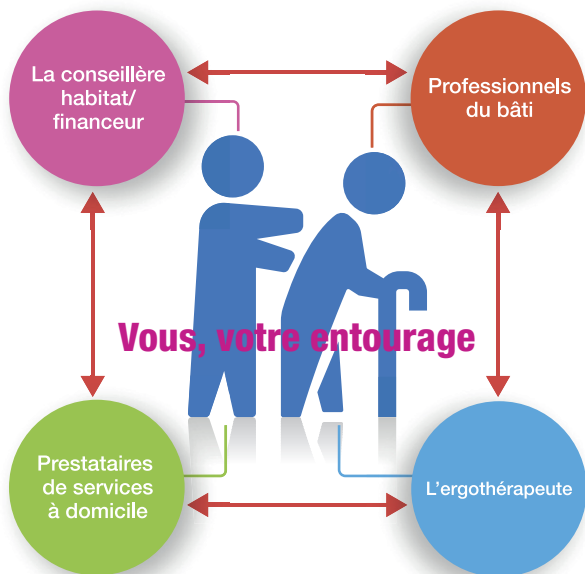 La conseillère
habitat/
financeur
Professionnels
du bâti
Vous, votre entourage
Prestataires
de services
à domicile
L'ergothérapeute